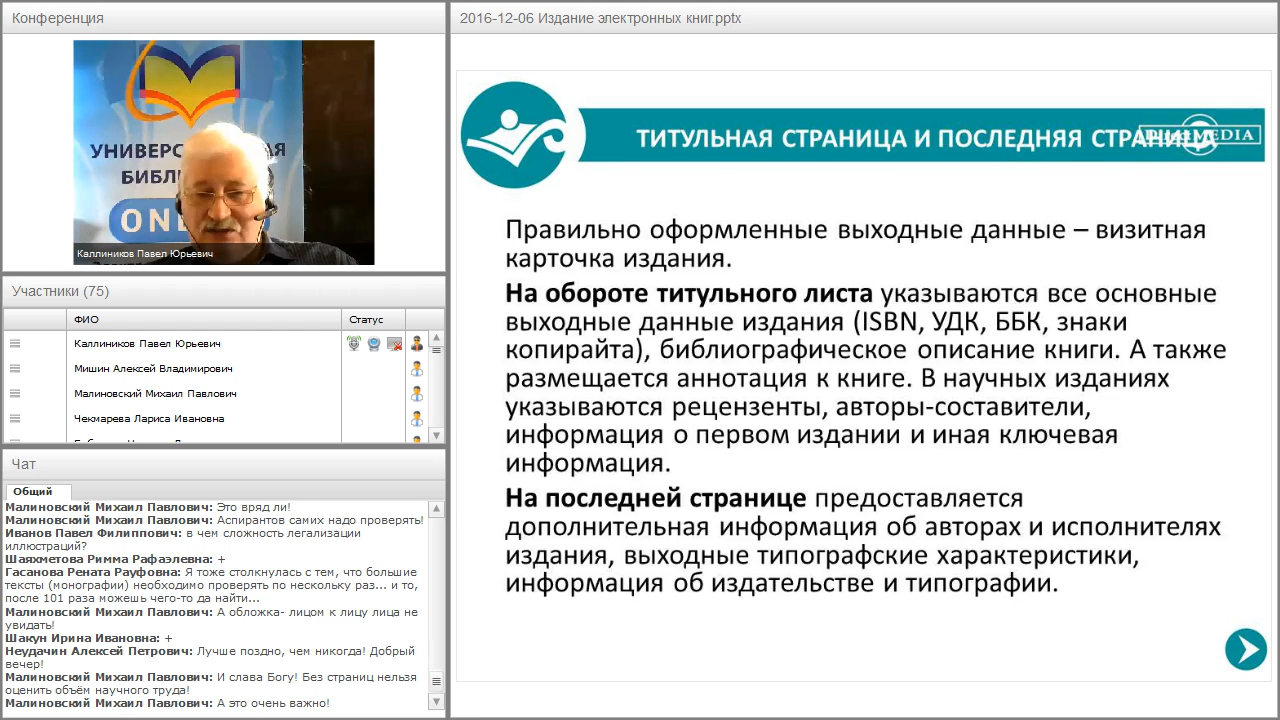 Конференция
УНИВЕРС
АЯ
БИБЛ
ON
Каллиников Павел Юрьевич
Участники (75)
ФИО
Статус
Каллиников Павел Юрьевич
Мишин Алексей Владимирович
Малиновский Михаил Павлович
Чекмарева Лариса Ивановна
Чат
Общий
Малиновский Михаил Павлович: Это вряд ли!
Малиновский Михаил Павлович: Аспирантов самих надо проверять!
Иванов Павел Филиппович: в чем сложность легализации
иллюстраций?
Шаяхметова Римма Рафаэлевна: +
Гасанова Рената Рауфовна: Я тоже столкнулась с тем, что большие
тексты (монографии) необходимо проверять по нескольку раз... и то,
после 101 раза можешь чего-то да найти...
Малиновский Михаил Павлович: А обложка- лицом к лицу лица не
увидать!
Шакун Ирина Ивановна: +
Неудачин Алексей Петрович: Лучше поздно, чем никогда! Добрый
вечер!
Малиновский Михаил Павлович: И слава Богу! Без страниц нельзя
оценить объём научного труда!
Малиновский Михаил Павлович: А это очень важно!
2016-12-06 Издание электронных книг.pptx
ТИТУЛЬНАЯ СТРАНИЦА И ПОСЛЕДНЯЯ СТРАНИЦА
MEDIA
Правильно оформленные выходные данные – визитная
карточка издания.
На обороте титульного листа указываются все основные
выходные данные издания (ISBN, УДК, ББК, знаки
копирайта), библиографическое описание книги. А также
размещается аннотация к книге. В научных изданиях
указываются рецензенты, авторы-составители,
информация о первом издании и иная ключевая
информация.
На последней странице предоставляется
дополнительная информация об авторах и исполнителях
издания, выходные типографские характеристики,
информация об издательстве и типографии.